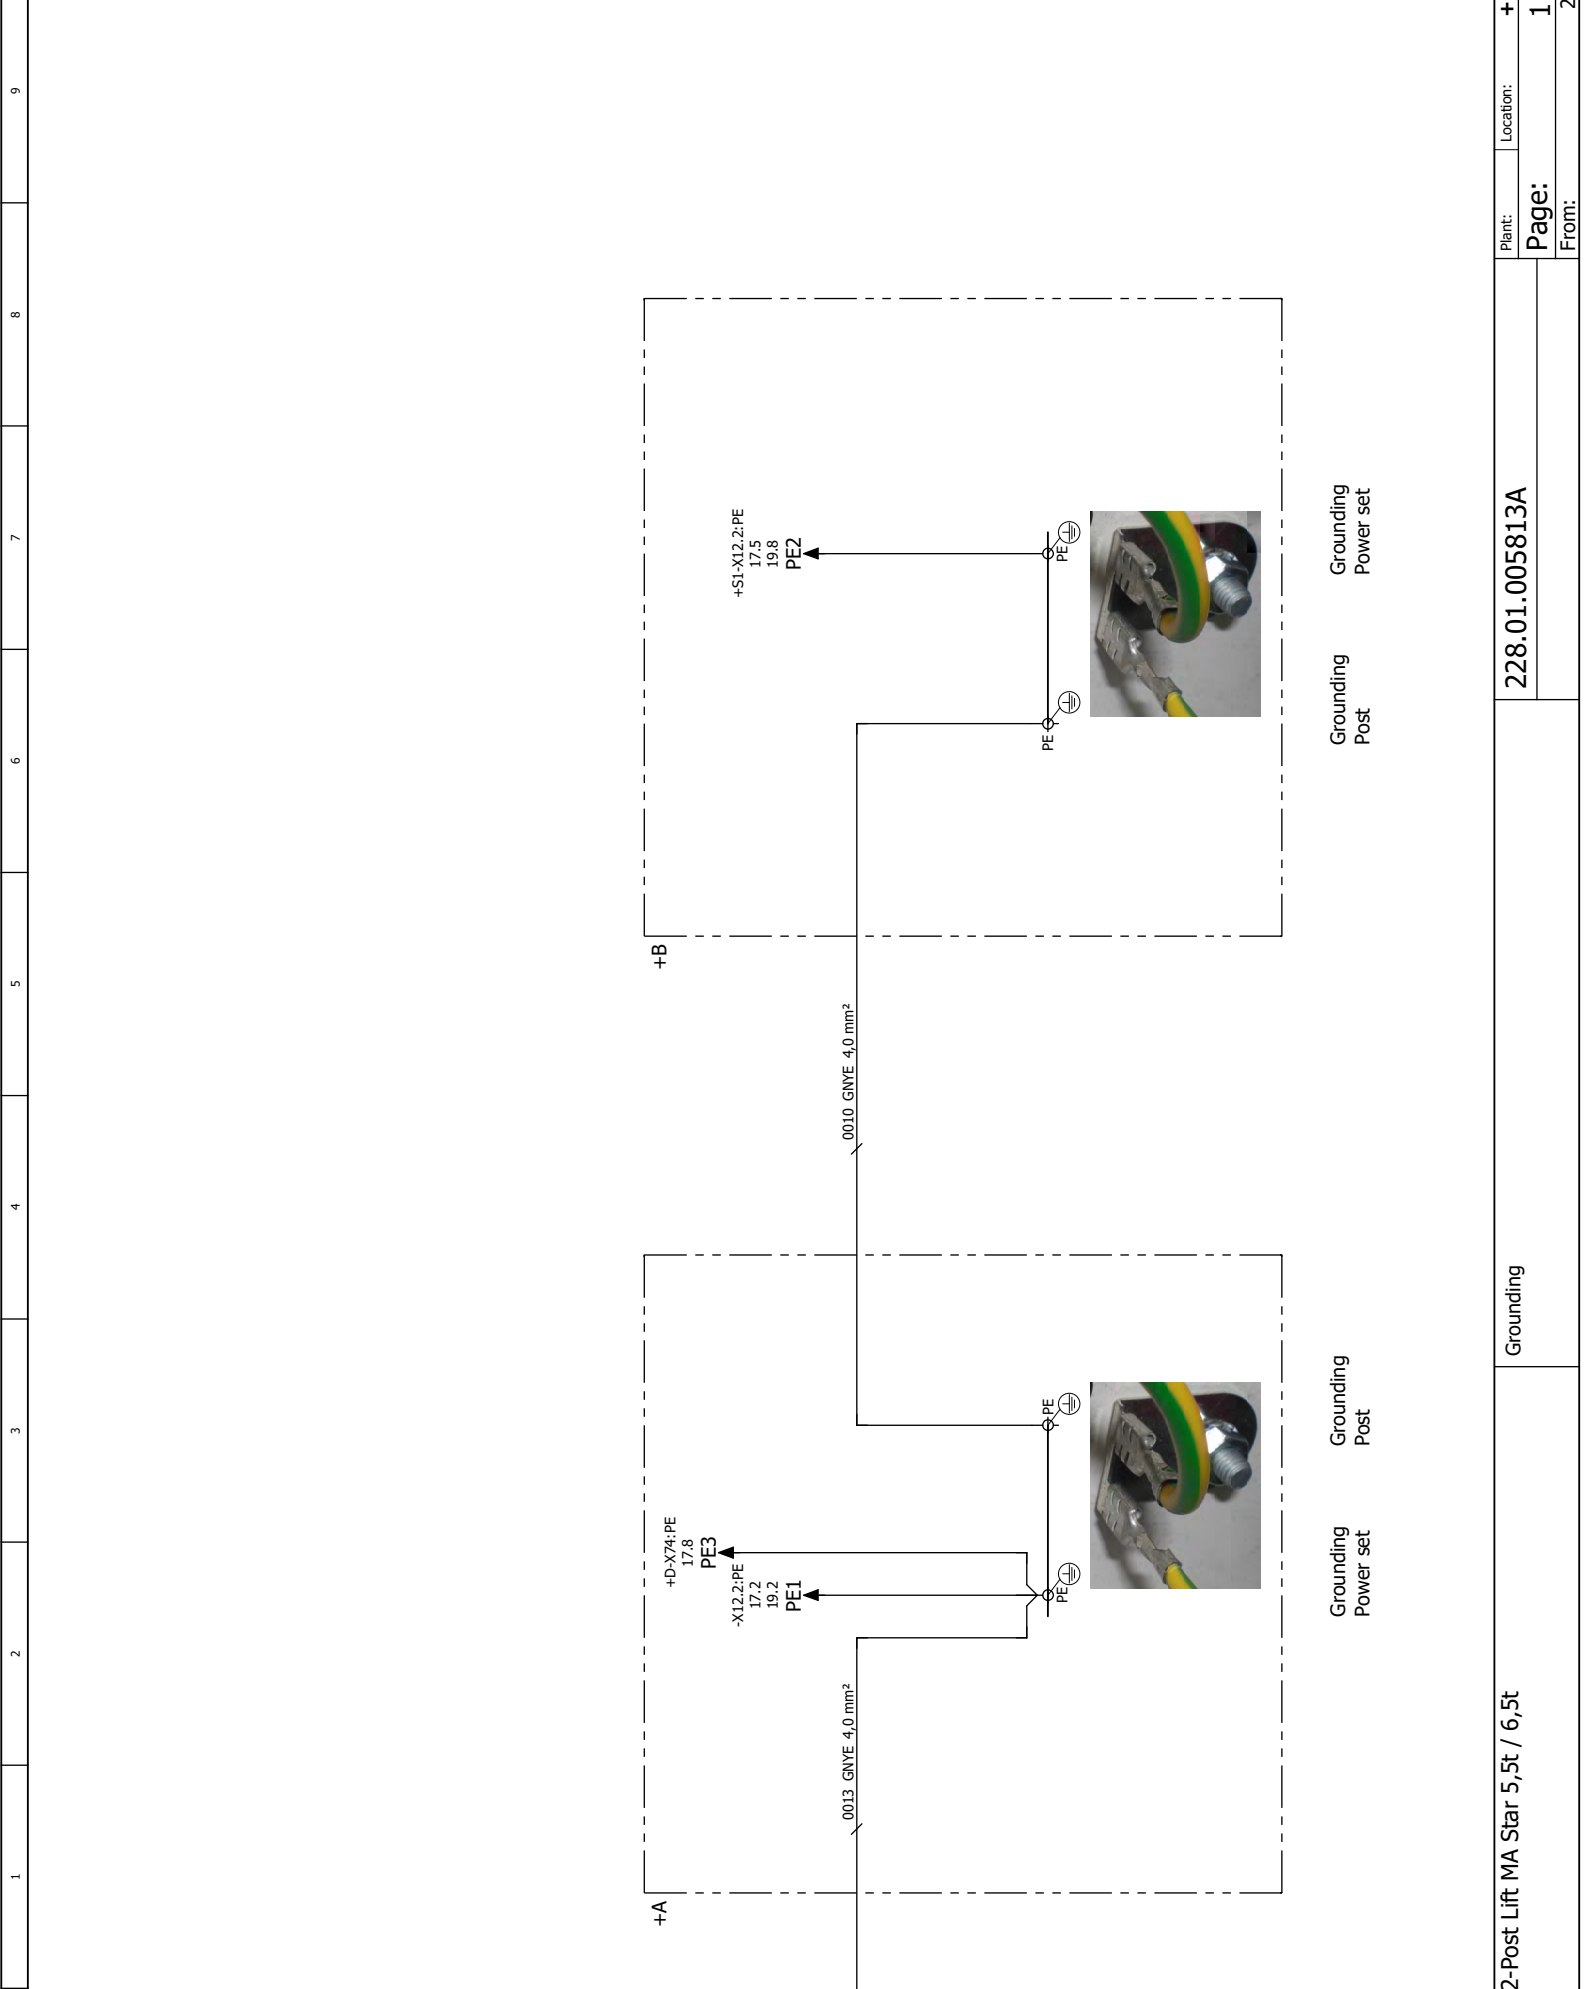 1
2
3
4
5
6
7
8
9
+A
0013 GNYE 4,0 mm²
-X12.2:PE
17.2
19.2
PE1
+D-X74:PE
17.8
PE3
PE
PE
Grounding
Power set
Grounding
Post
0010 GNYE 4,0 mm²
+B
+S1-X12.2:PE
17.5
19.8
PE2
PE
PE
Grounding
Post
Grounding
Power set
2-Post Lift MA Star 5,5t / 6,5t
Grounding
228.01.005813A
Plant:
Location:
+
Page:
1
From:
2